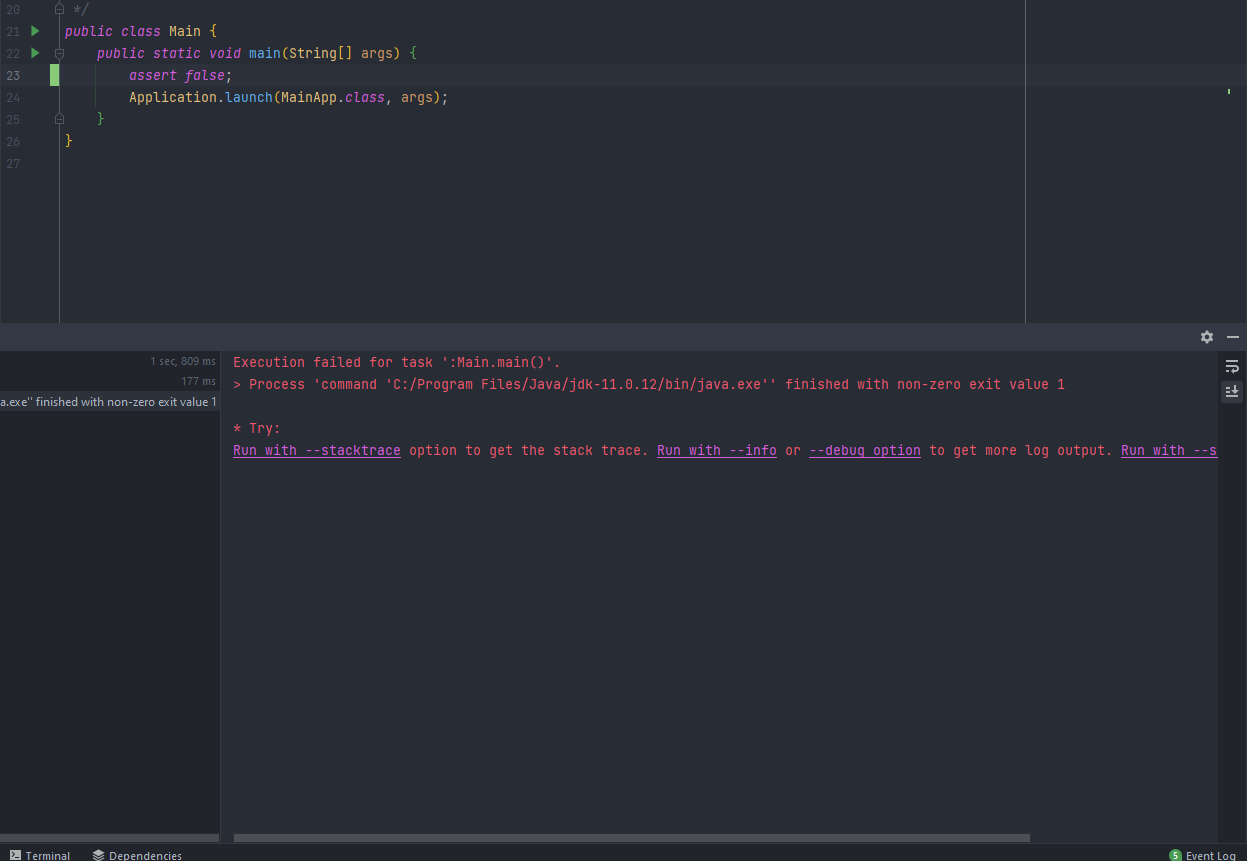 20 */
21 public class Main {
22 public static void main(String[] args) {
23 assert false;
24 Application.launch(MainApp.class, args);
25 }
26 }
27
1 sec, 809 ms
177 ms
a.exe'' finished with non-zero exit value 1
Execution failed for task ':Main.main()'.
> Process 'command 'C:/Program Files/Java/jdk-11.0.12/bin/java.exe'' finished with non-zero exit value 1
* Try:
Run with --stacktrace option to get the stack trace. Run with --info or --debug option to get more log output. Run with --s
Terminal Dependencies 5 Event Log